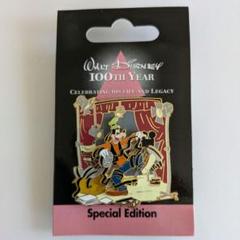 Walt Disney
100TH YEAR
CELEBRATING HIS LIFE AND LEGACY
Special Edition